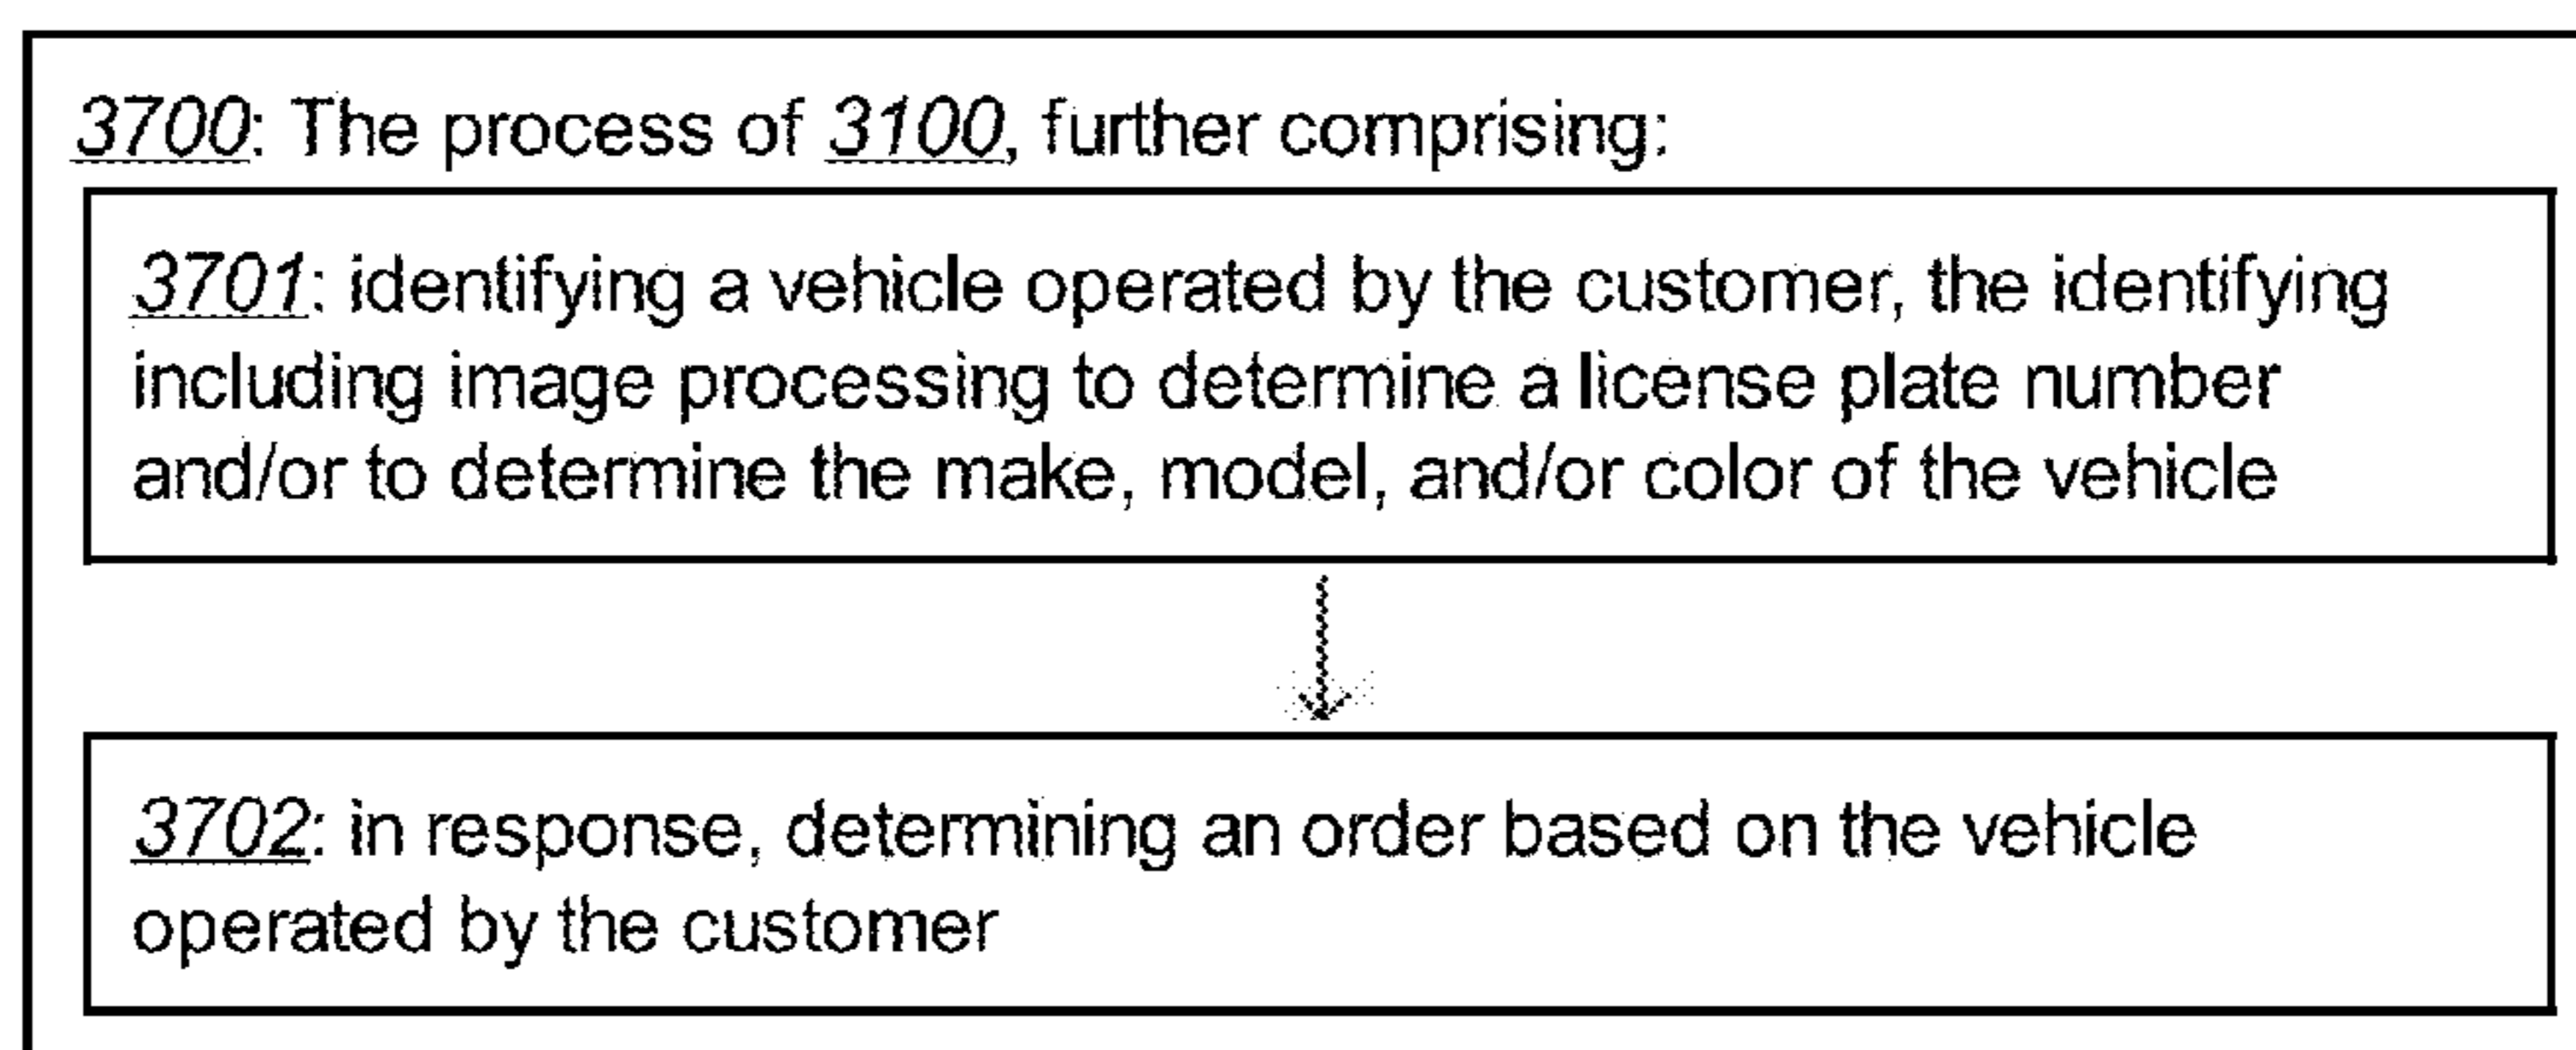 3700: The process of 3100, further comprising:
3701: identifying a vehicle operated by the customer, the identifying
including image processing to determine a license plate number
and/or to determine the make, model, and/or color of the vehicle
3702: in response, determining an order based on the vehicle
operated by the customer